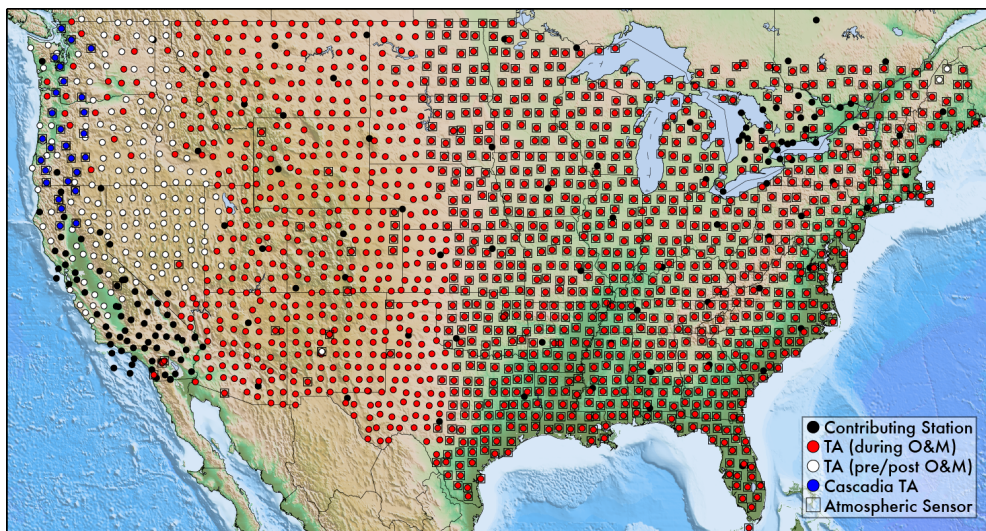 Contributing Station
TA (during O&M)
TA (pre/post O&M)
Cascadia TA
Atmospheric Sensor